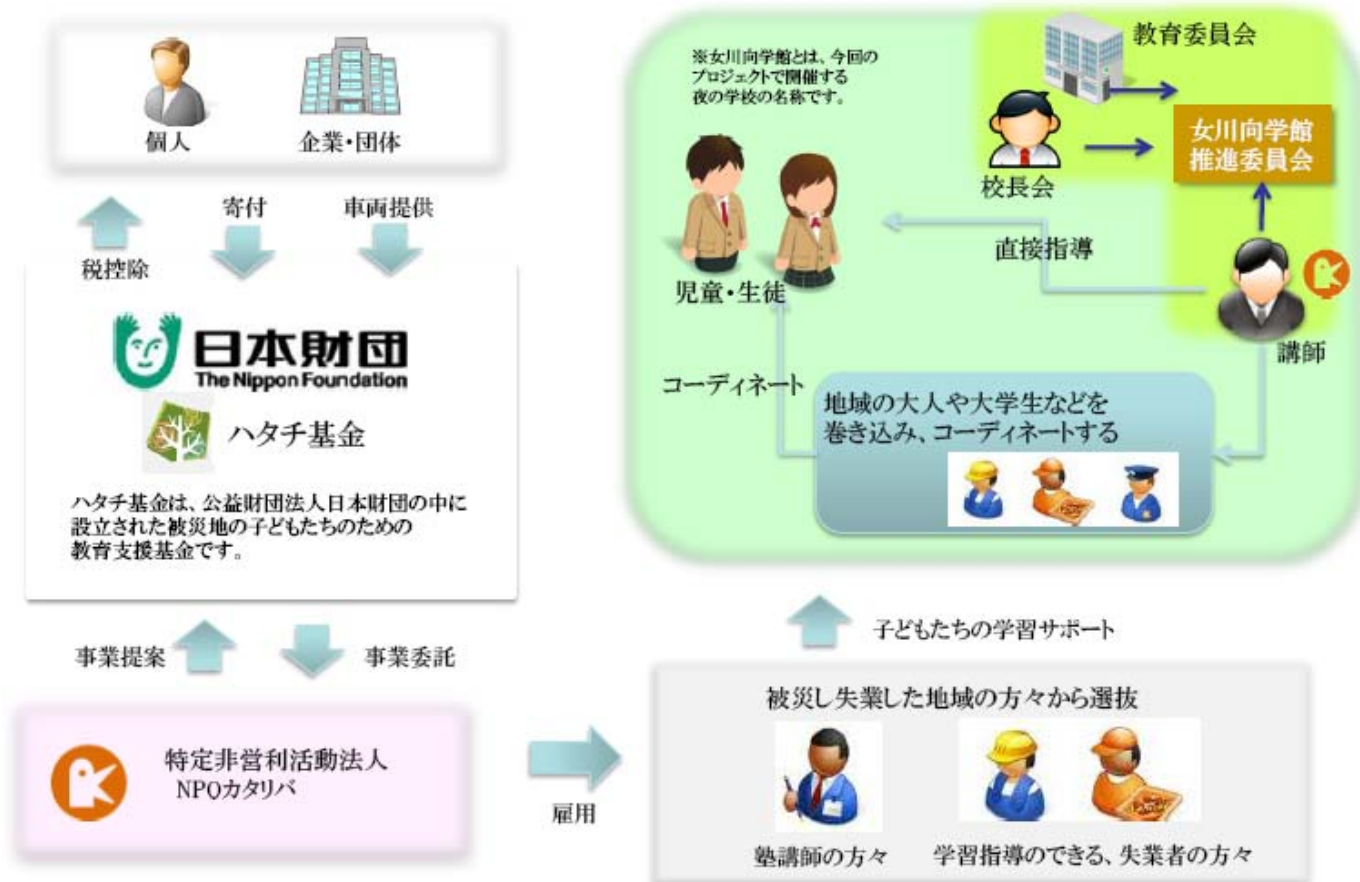 個人
企業・団体
寄付
車両提供
税控除
日本財団
The Nippon Foundation
ハタチ基金
ハタチ基金は、公益財団法人日本財団の中に
設立された被災地の子どもたちのための
教育支援基金です。
事業提案
事業委託
特定非営利活動法人
NPOカタリバ
雇用
※女川向学館とは、今回の
プロジェクトで開催する
夜の学校の名称です。
教育委員会
校長会
女川向学館
推進委員会
直接指導
児童・生徒
講師
コーディネート
地域の大人や大学生などを
巻き込み、コーディネートする
子どもたちの学習サポート
被災し失業した地域の方々から選抜
塾講師の方々
学習指導のできる、失業者の方々